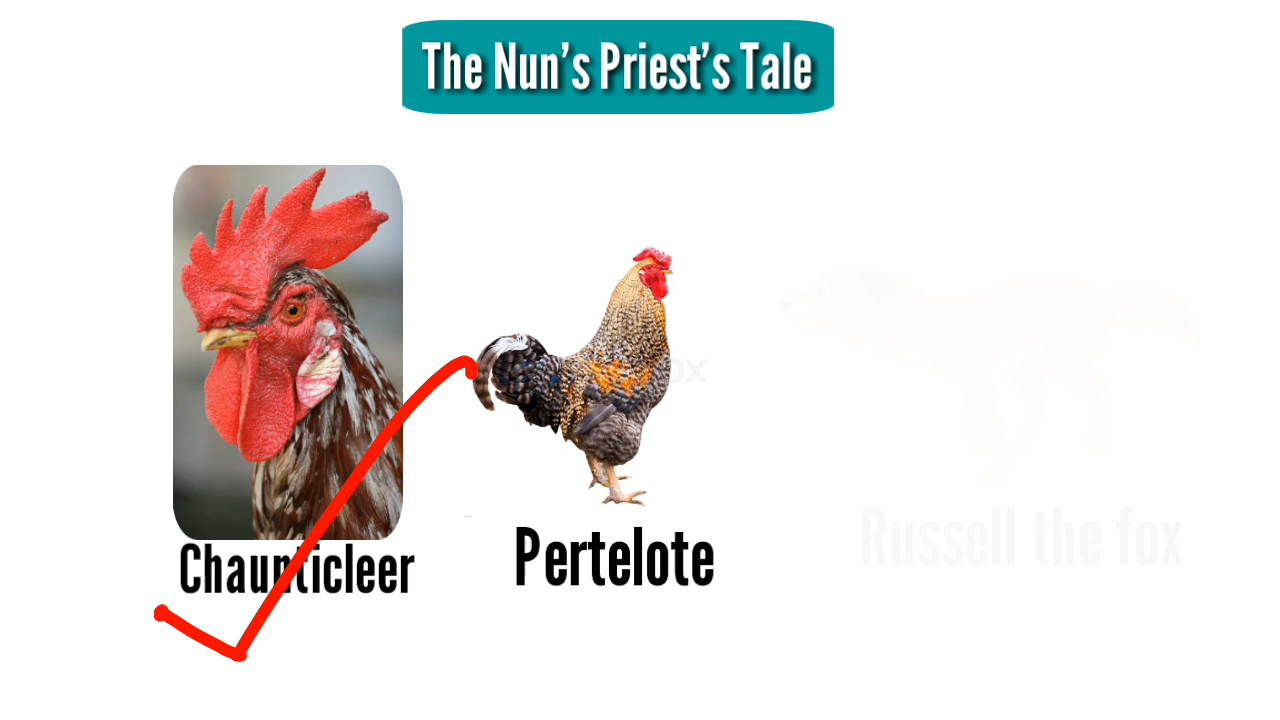 The Nun's Priest's Tale
Chaunticleer
Pertelote
Russell the fox